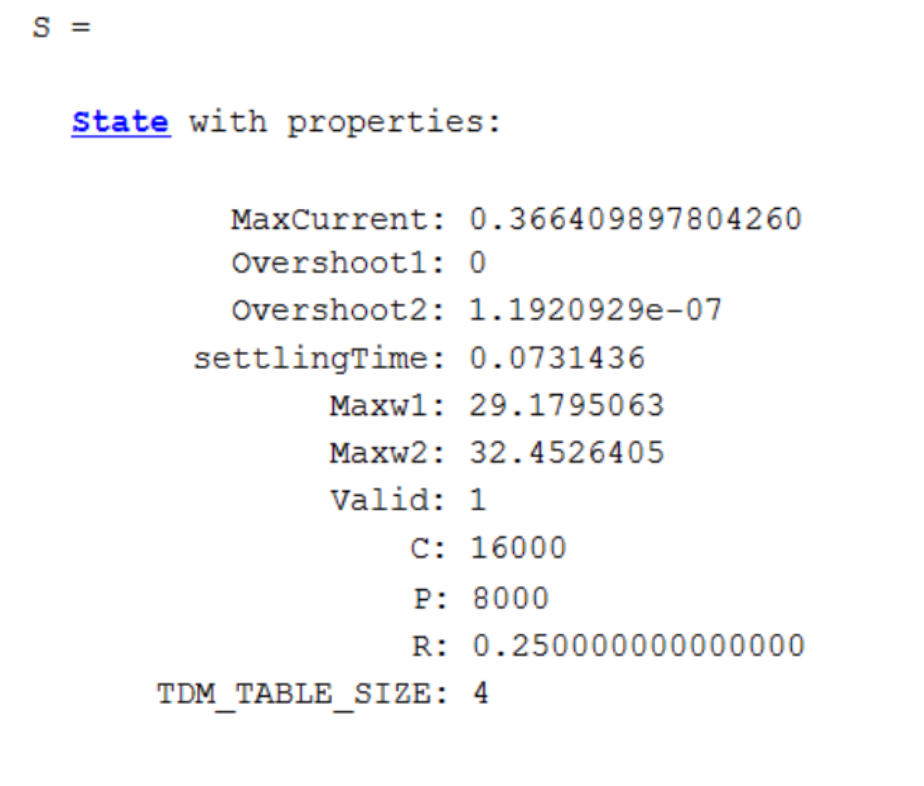 S =
State with properties:
MaxCurrent: 0.366409897804260
Overshoot1: 0
Overshoot2: 1.1920929e-07
settlingTime: 0.0731436
Maxw1: 29.1795063
Maxw2: 32.4526405
Valid: 1
C: 16000
P: 8000
R: 0.250000000000000
TDM_TABLE_SIZE: 4